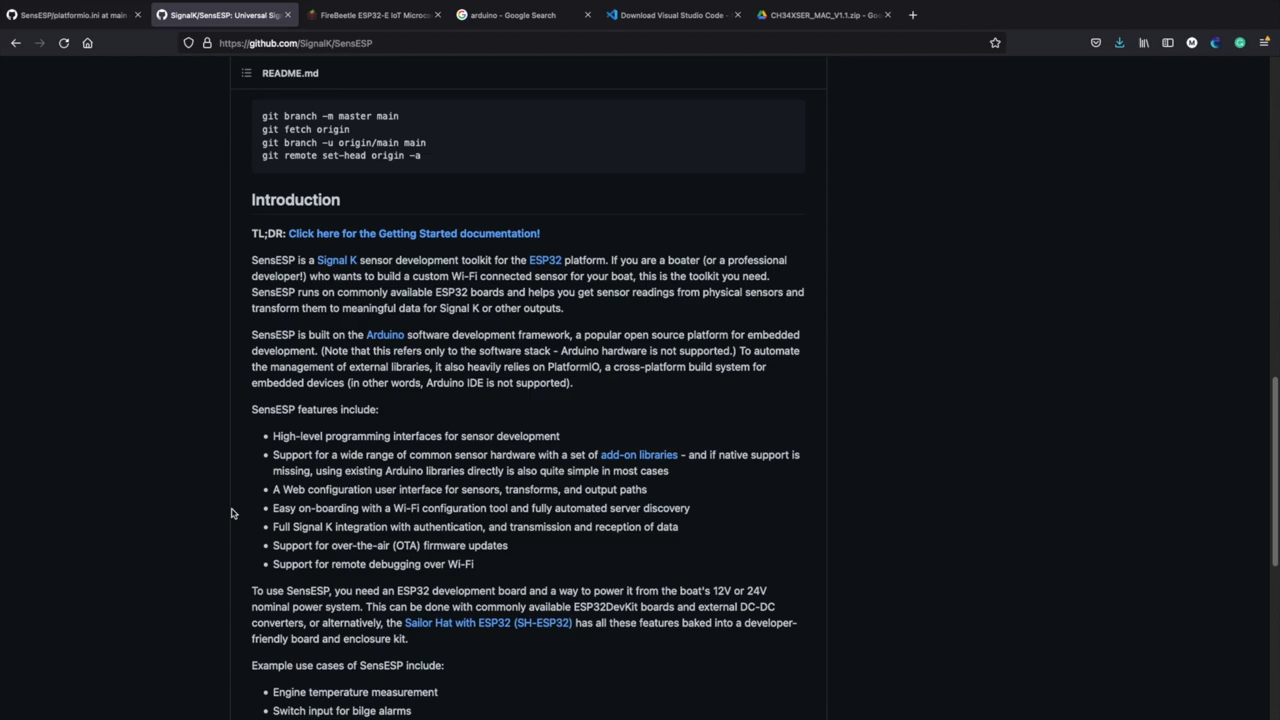 SensESP/platformio.ini at main
SignalK/SensESP: Universal Sig
FireBeetle ESP32-E IoT Microco
arduino - Google Search
Download Visual Studio Code -
CH34XSER_MAC_V1.1.zip - Goo
https://github.com/SignalK/SensESP
README.md
git branch -m master main
git fetch origin
git branch -u origin/main main
git remote set-head origin -a
Introduction
TL;DR: Click here for the Getting Started documentation!
SensESP is a Signal K sensor development toolkit for the ESP32 platform. If you are a boater (or a professional
developer!) who wants to build a custom Wi-Fi connected sensor for your boat, this is the toolkit you need.
SensESP runs on commonly available ESP32 boards and helps you get sensor readings from physical sensors and
transform them to meaningful data for Signal K or other outputs.
SensESP is built on the Arduino software development framework, a popular open source platform for embedded
development. (Note that this refers only to the software stack - Arduino hardware is not supported.) To automate
the management of external libraries, it also heavily relies on PlatformIO, a cross-platform build system for
embedded devices (in other words, Arduino IDE is not supported).
SensESP features include:
• High-level programming interfaces for sensor development
• Support for a wide range of common sensor hardware with a set of add-on libraries - and if native support is
missing, using existing Arduino libraries directly is also quite simple in most cases
• A Web configuration user interface for sensors, transforms, and output paths
• Easy on-boarding with a Wi-Fi configuration tool and fully automated server discovery
• Full Signal K integration with authentication, and transmission and reception of data
• Support for over-the-air (OTA) firmware updates
• Support for remote debugging over Wi-Fi
To use SensESP, you need an ESP32 development board and a way to power it from the boat's 12V or 24V
nominal power system. This can be done with commonly available ESP32DevKit boards and external DC-DC
converters, or alternatively, the Sailor Hat with ESP32 (SH-ESP32) has all these features baked into a developer-
friendly board and enclosure kit.
Example use cases of SensESP include:
• Engine temperature measurement
• Switch input for bilge alarms